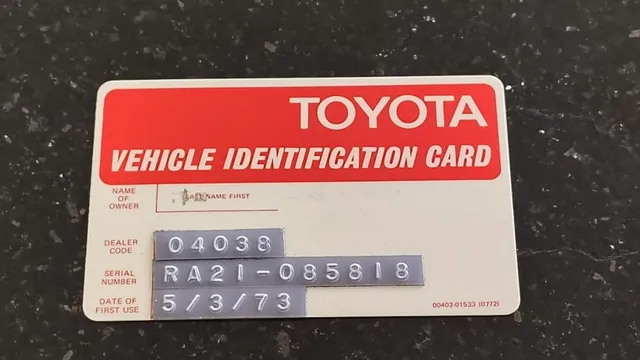 TOYOTA
VEHICLE IDENTIFICATION CARD
NAME
OF
OWNER
LAST NAME FIRST
DEALER
CODE
04038
SERIAL
NUMBER
RA21-085818
DATE OF
FIRST USE
5/3/73
00402-01533 (0772)